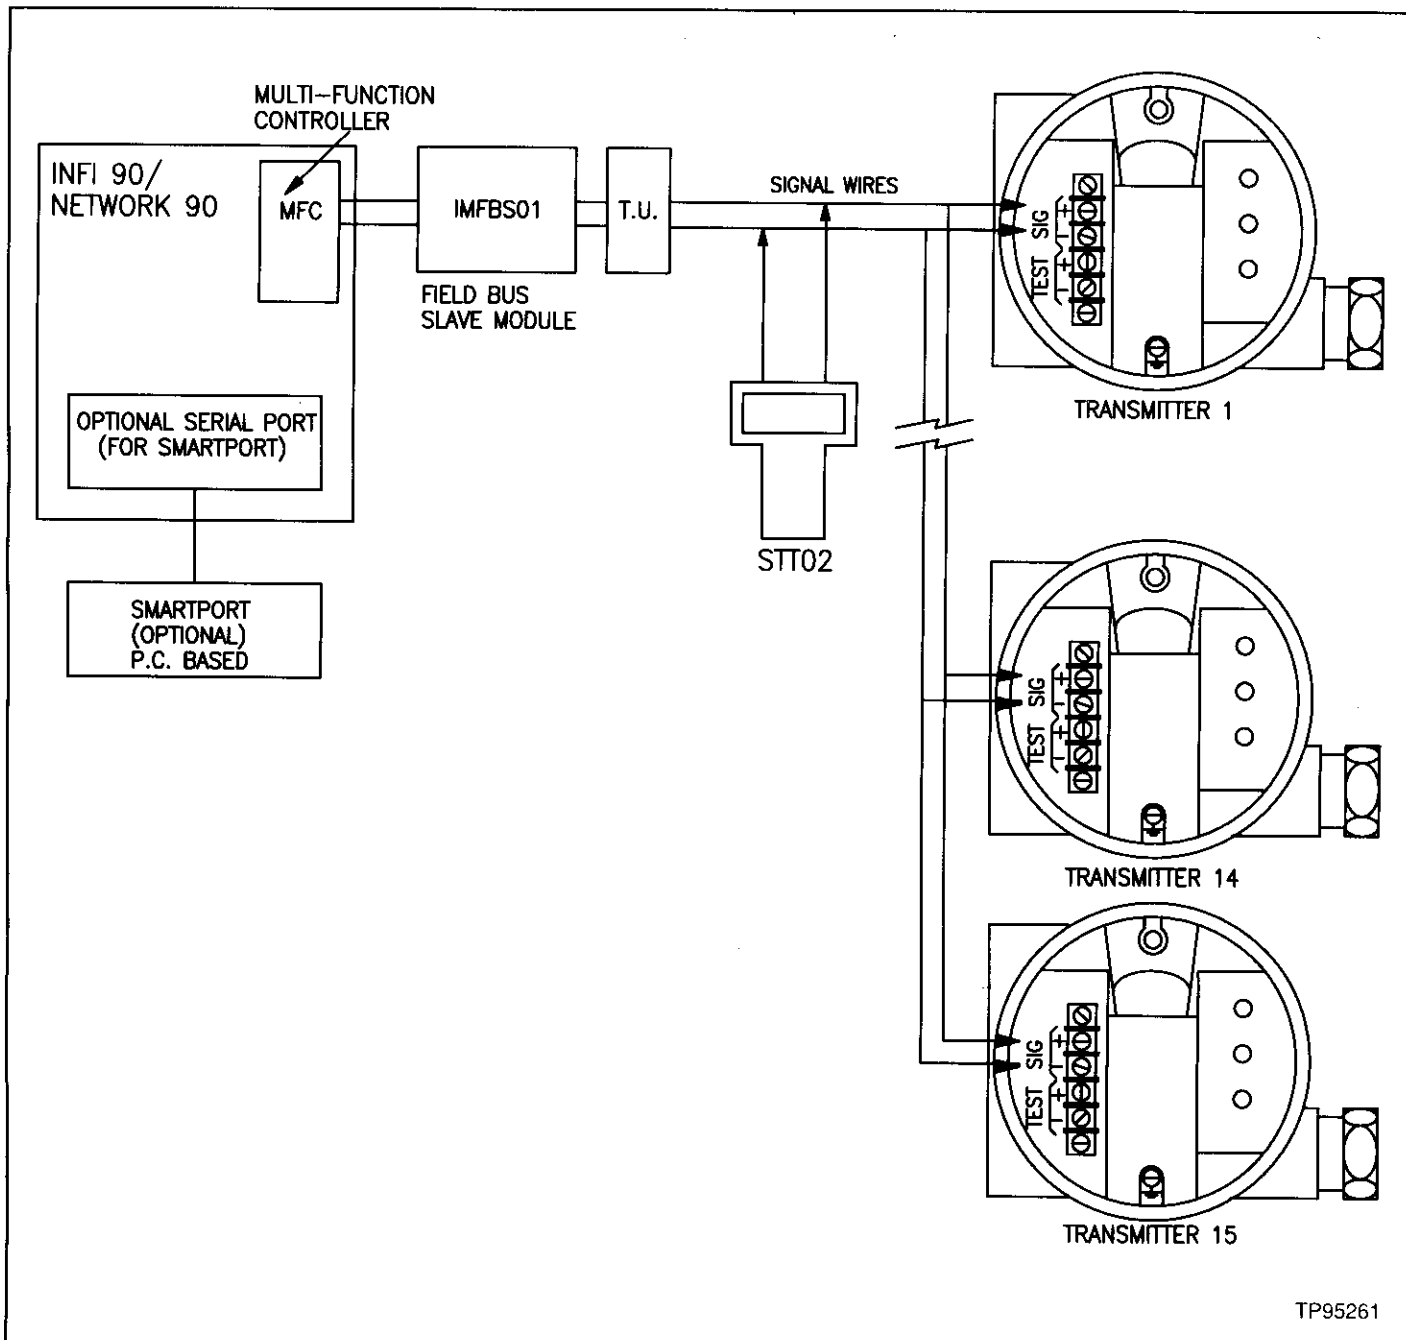 MULTI-FUNCTION
CONTROLLER
INFI 90/
NETWORK 90
MFC
IMFBS01
T.U.
SIGNAL WIRES
FIELD BUS
SLAVE MODULE
SIG
+
-
TEST
+
-
TRANSMITTER 1
OPTIONAL SERIAL PORT
(FOR SMARTPORT)
STT02
SMARTPORT
(OPTIONAL)
P.C. BASED
SIG
+
-
TEST
+
-
TRANSMITTER 14
SIG
+
-
TEST
+
-
TRANSMITTER 15
TP95261